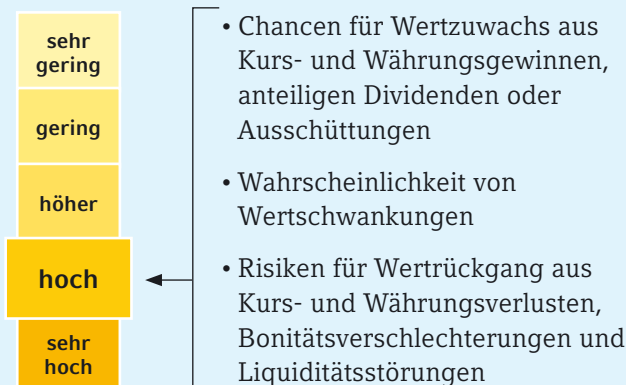 sehr
gering
gering
höher
hoch
sehr
hoch
• Chancen für Wertzuwachs aus
Kurs- und Währungsgewinnen,
anteiligen Dividenden oder
Ausschüttungen
• Wahrscheinlichkeit von
Wertschwankungen
• Risiken für Wertrückgang aus
Kurs- und Währungsverlusten,
Bonitätsverschlechterungen und
Liquiditätsstörungen